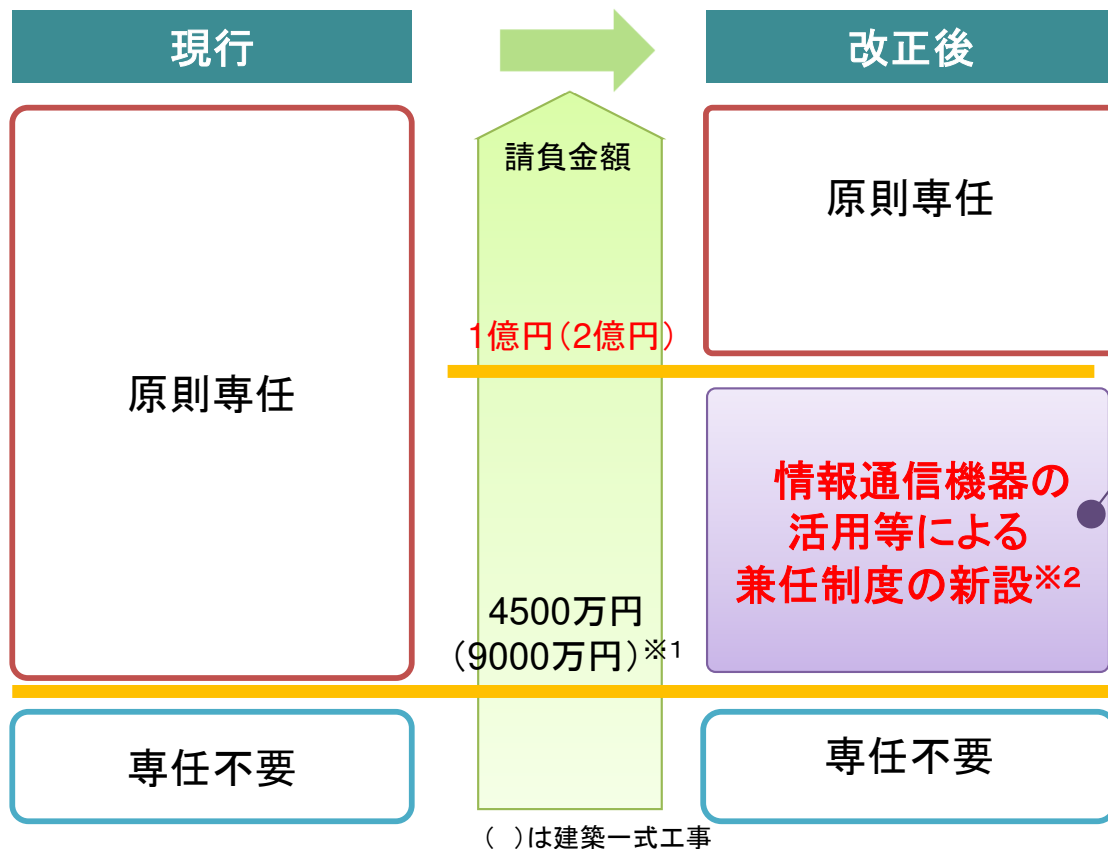 現行
改正後
請負金額
原則専任
1億円（2億円）
原則専任
情報通信機器の
活用等による
兼任制度の新設※2
4500万円
（9000万円）※1
専任不要
専任不要
（　）は建築一式工事